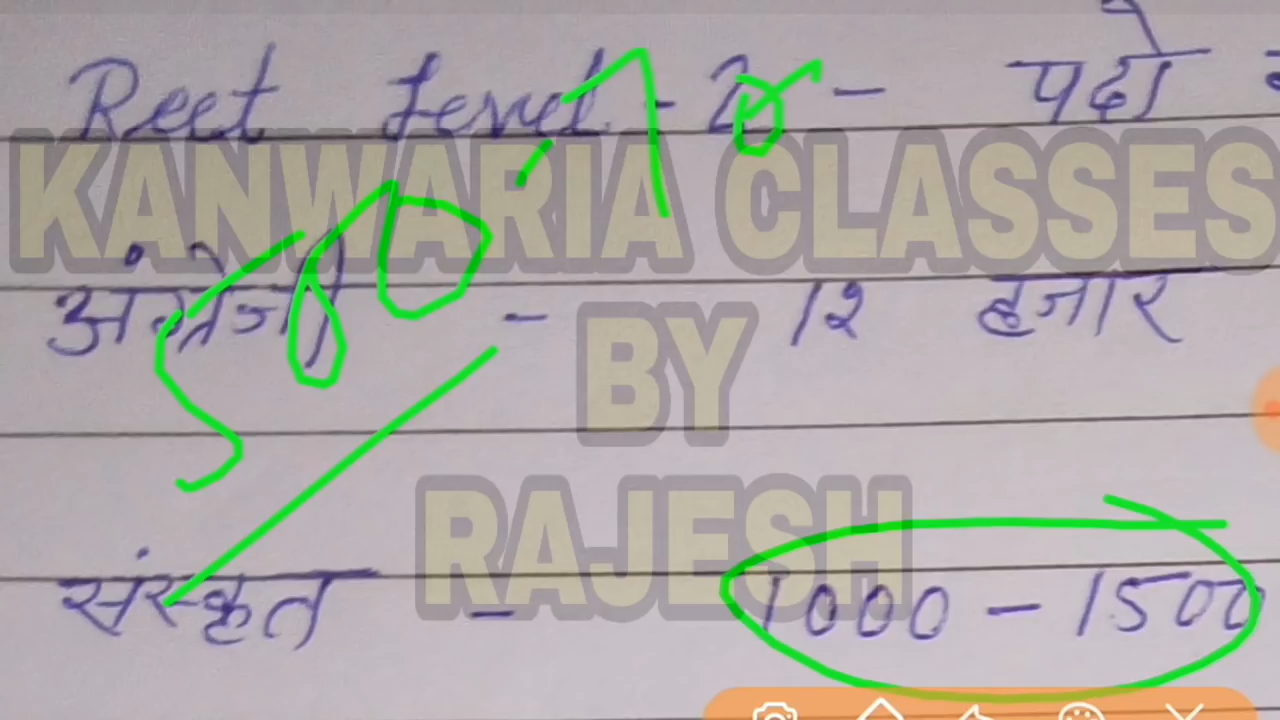 Reet Level - 2 - पदो
KANWARIA CLASSES
अंग्रेजी - 12 हजार
BY
RAJESH
संस्कृत - 1000 - 1500